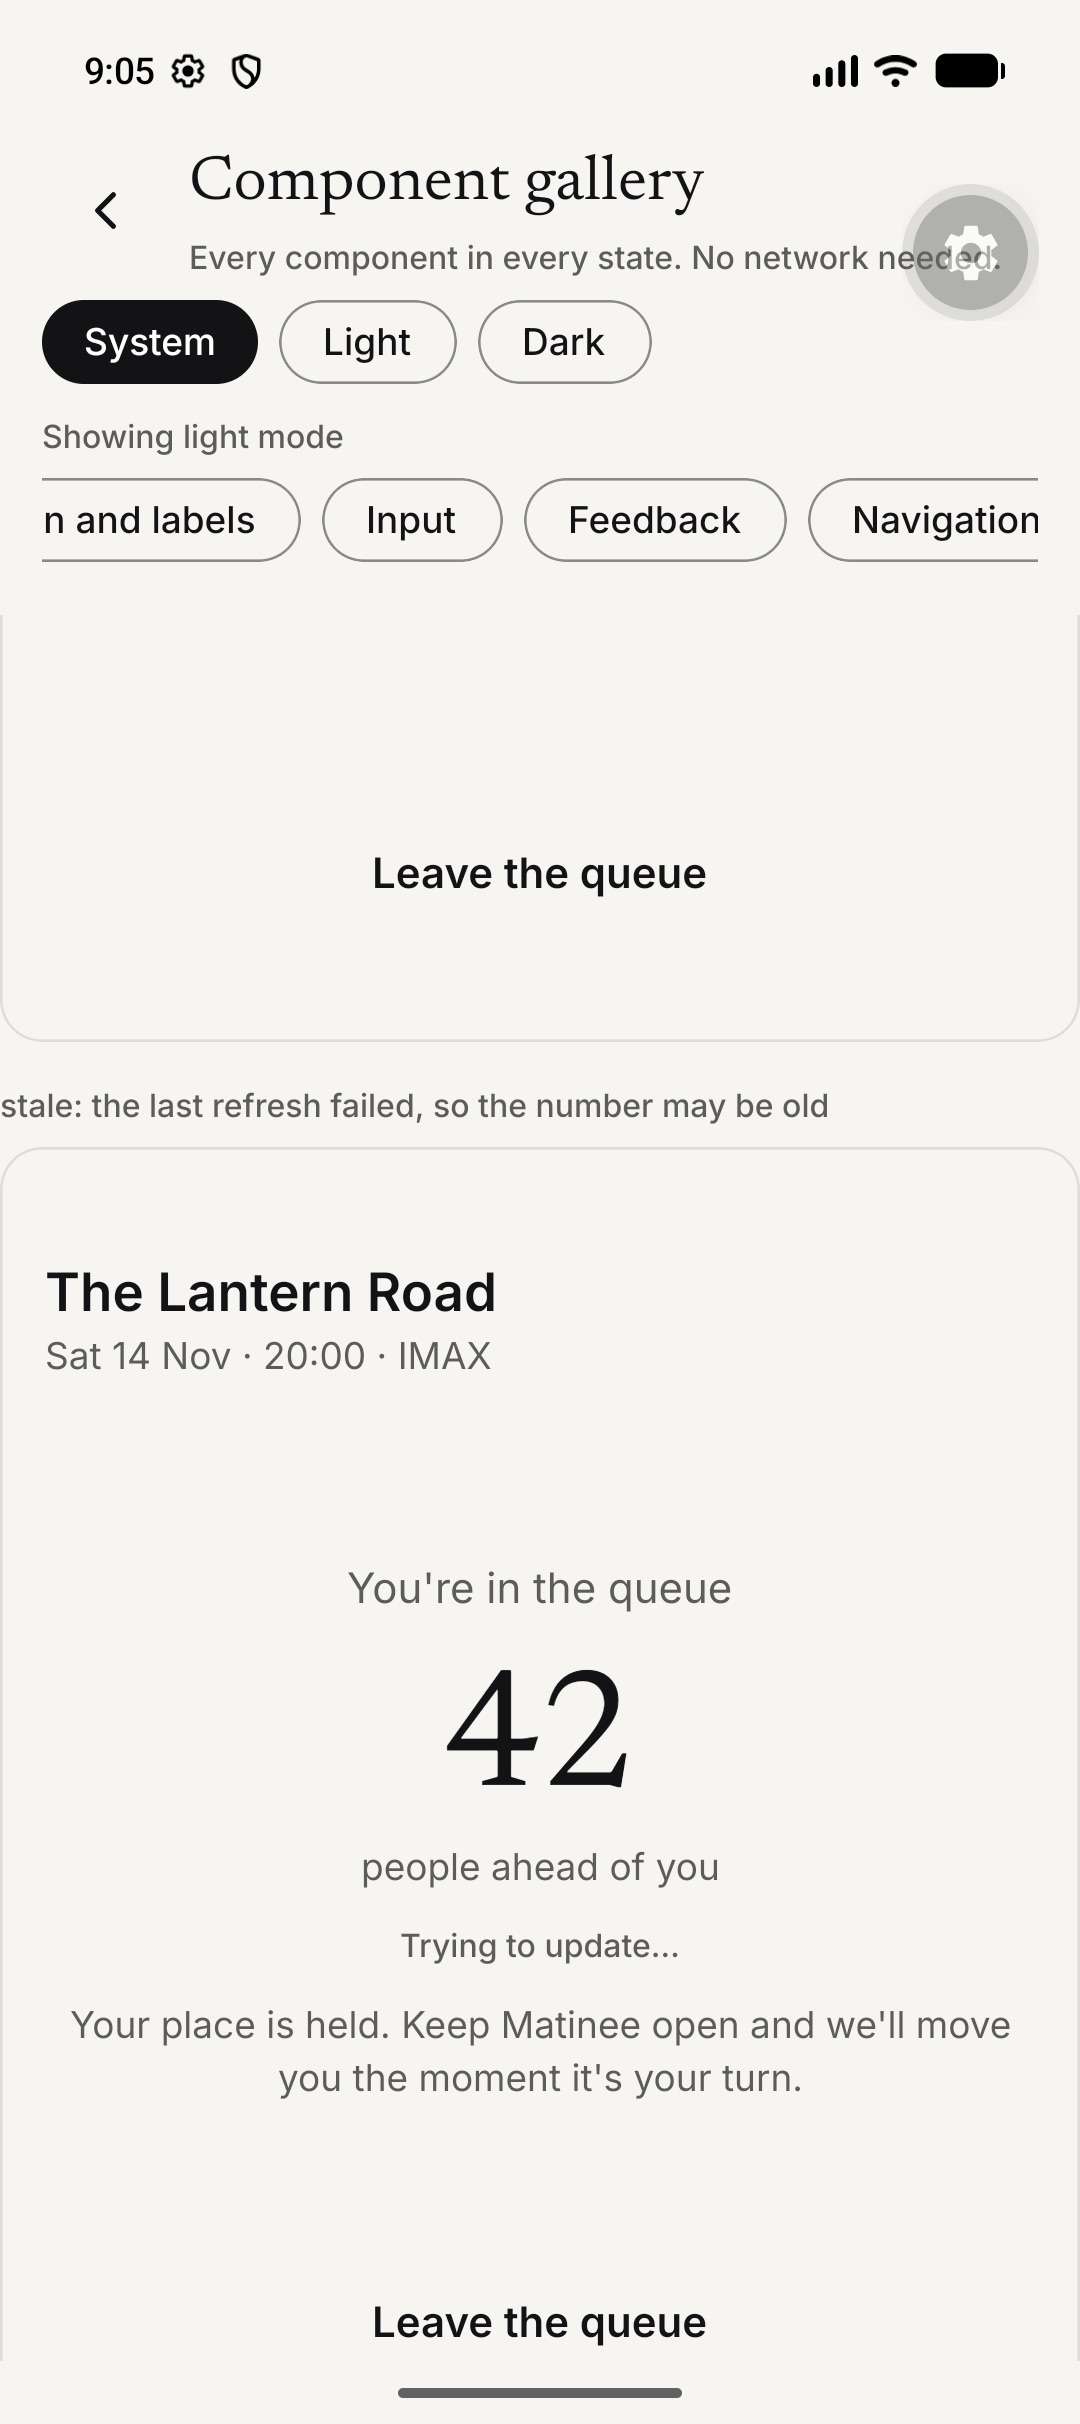 9:05
Component gallery
Every component in every state. No network needed.
System
Light
Dark
Showing light mode
n and labels
Input
Feedback
Navigation
Leave the queue
stale: the last refresh failed, so the number may be old
The Lantern Road
Sat 14 Nov · 20:00 · IMAX
You're in the queue
42
people ahead of you
Trying to update...
Your place is held. Keep Matinee open and we'll move
you the moment it's your turn.
Leave the queue